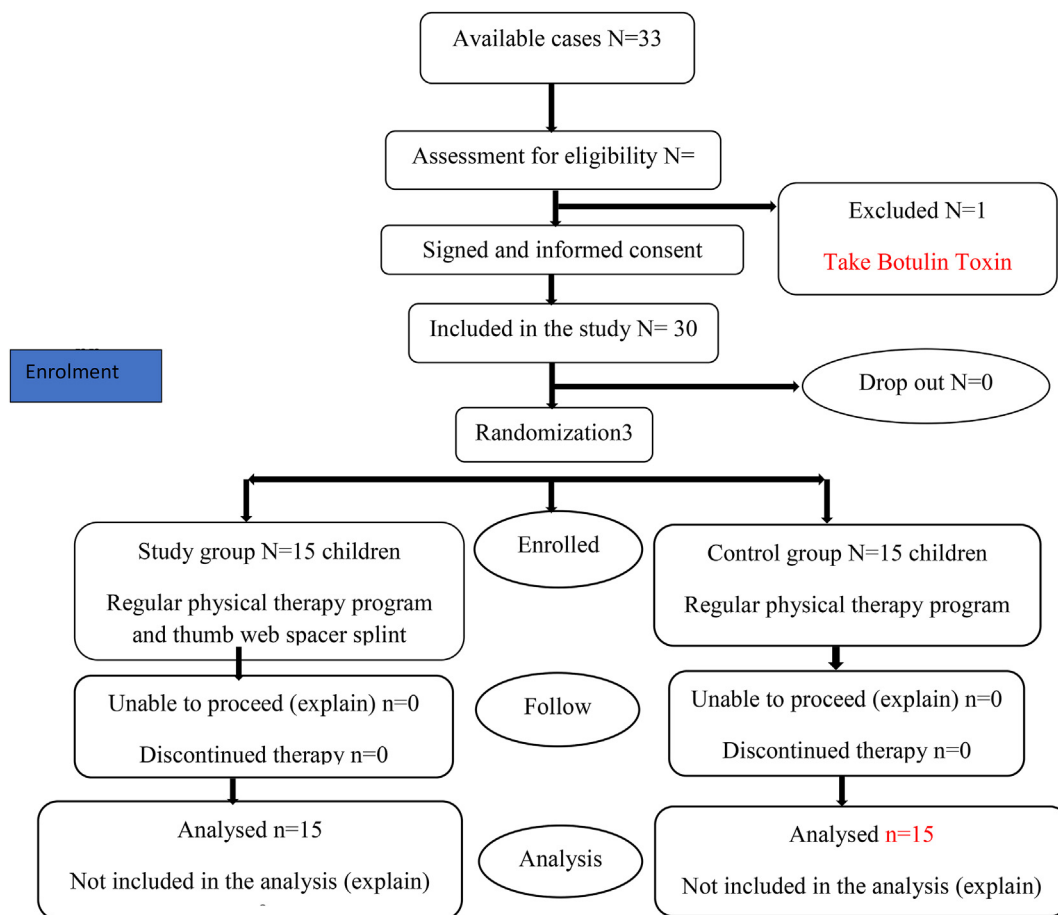 Available cases N=33
Assessment for eligibility N=
Excluded N=1
Take Botulin Toxin
Signed and informed consent
Included in the study N= 30
Enrolment
Drop out N=0
Randomization3
Study group N=15 children
Regular physical therapy program
and thumb web spacer splint
Enrolled
Control group N=15 children
Regular physical therapy program
Unable to proceed (explain) n=0
Discontinued therapy n=0
Follow
Unable to proceed (explain) n=0
Discontinued therapy n=0
Analysed n=15
Not included in the analysis (explain)
Analysis
Analysed n=15
Not included in the analysis (explain)